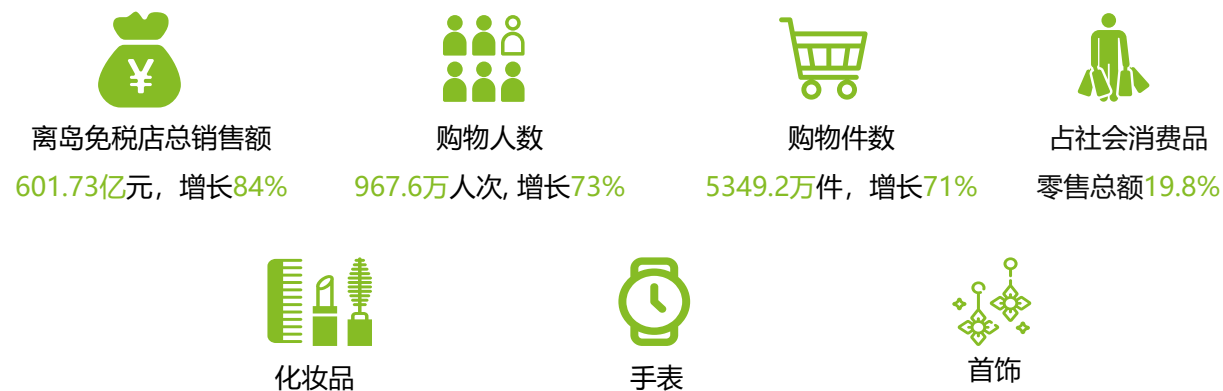 ¥
离岛免税店总销售额
601.73亿元，增长84%
购物人数
967.6万人次, 增长73%
购物件数
5349.2万件，增长71%
占社会消费品
零售总额19.8%
化妆品
手表
首饰